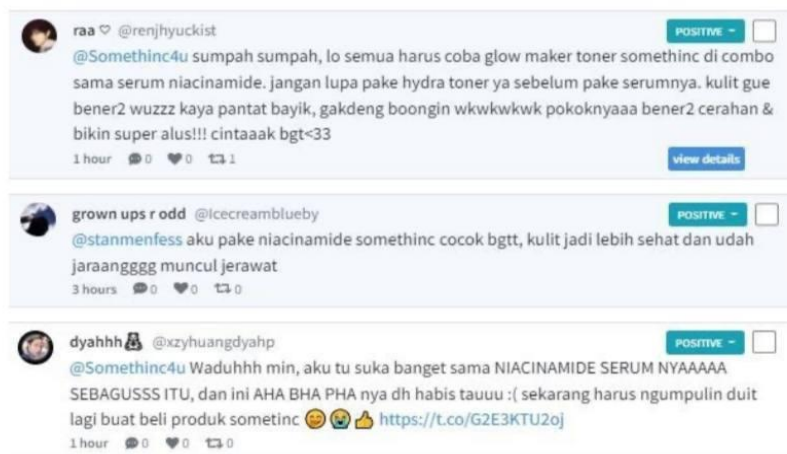 raa ♡ @renjhyuckist POSITIVE
@Somethinc4u sumpah sumpah, lo semua harus coba glow maker toner somethinc di combo
sama serum niacinamide. jangan lupa pake hydra toner ya sebelum pake serumnya. kulit gue
bener2 wuzzz kaya pantat bayik, gakdeng boongin wkwkwkwk pokoknyaaa bener2 cerahan &
bikin super alus!!! cintaaak bgt<33
1 hour 0 0 1 view details
grown ups r odd @Icecreamblueby POSITIVE
@stanmenfess aku pake niacinamide somethinc cocok bgtt, kulit jadi lebih sehat dan udah
jaraangggg muncul jerawat
3 hours 0 0 0
dyahhh @xzyhuangdyahp POSITIVE
@Somethinc4u Waduhhh min, aku tu suka banget sama NIACINAMIDE SERUM NYAAAAA
SEBAGUSSS ITU, dan ini AHA BHA PHA nya dh habis tauuu :( sekarang harus ngumpulin duit
lagi buat beli produk sometinc 😊😭👍 https://t.co/G2E3KTU2oj
1 hour 0 0 0